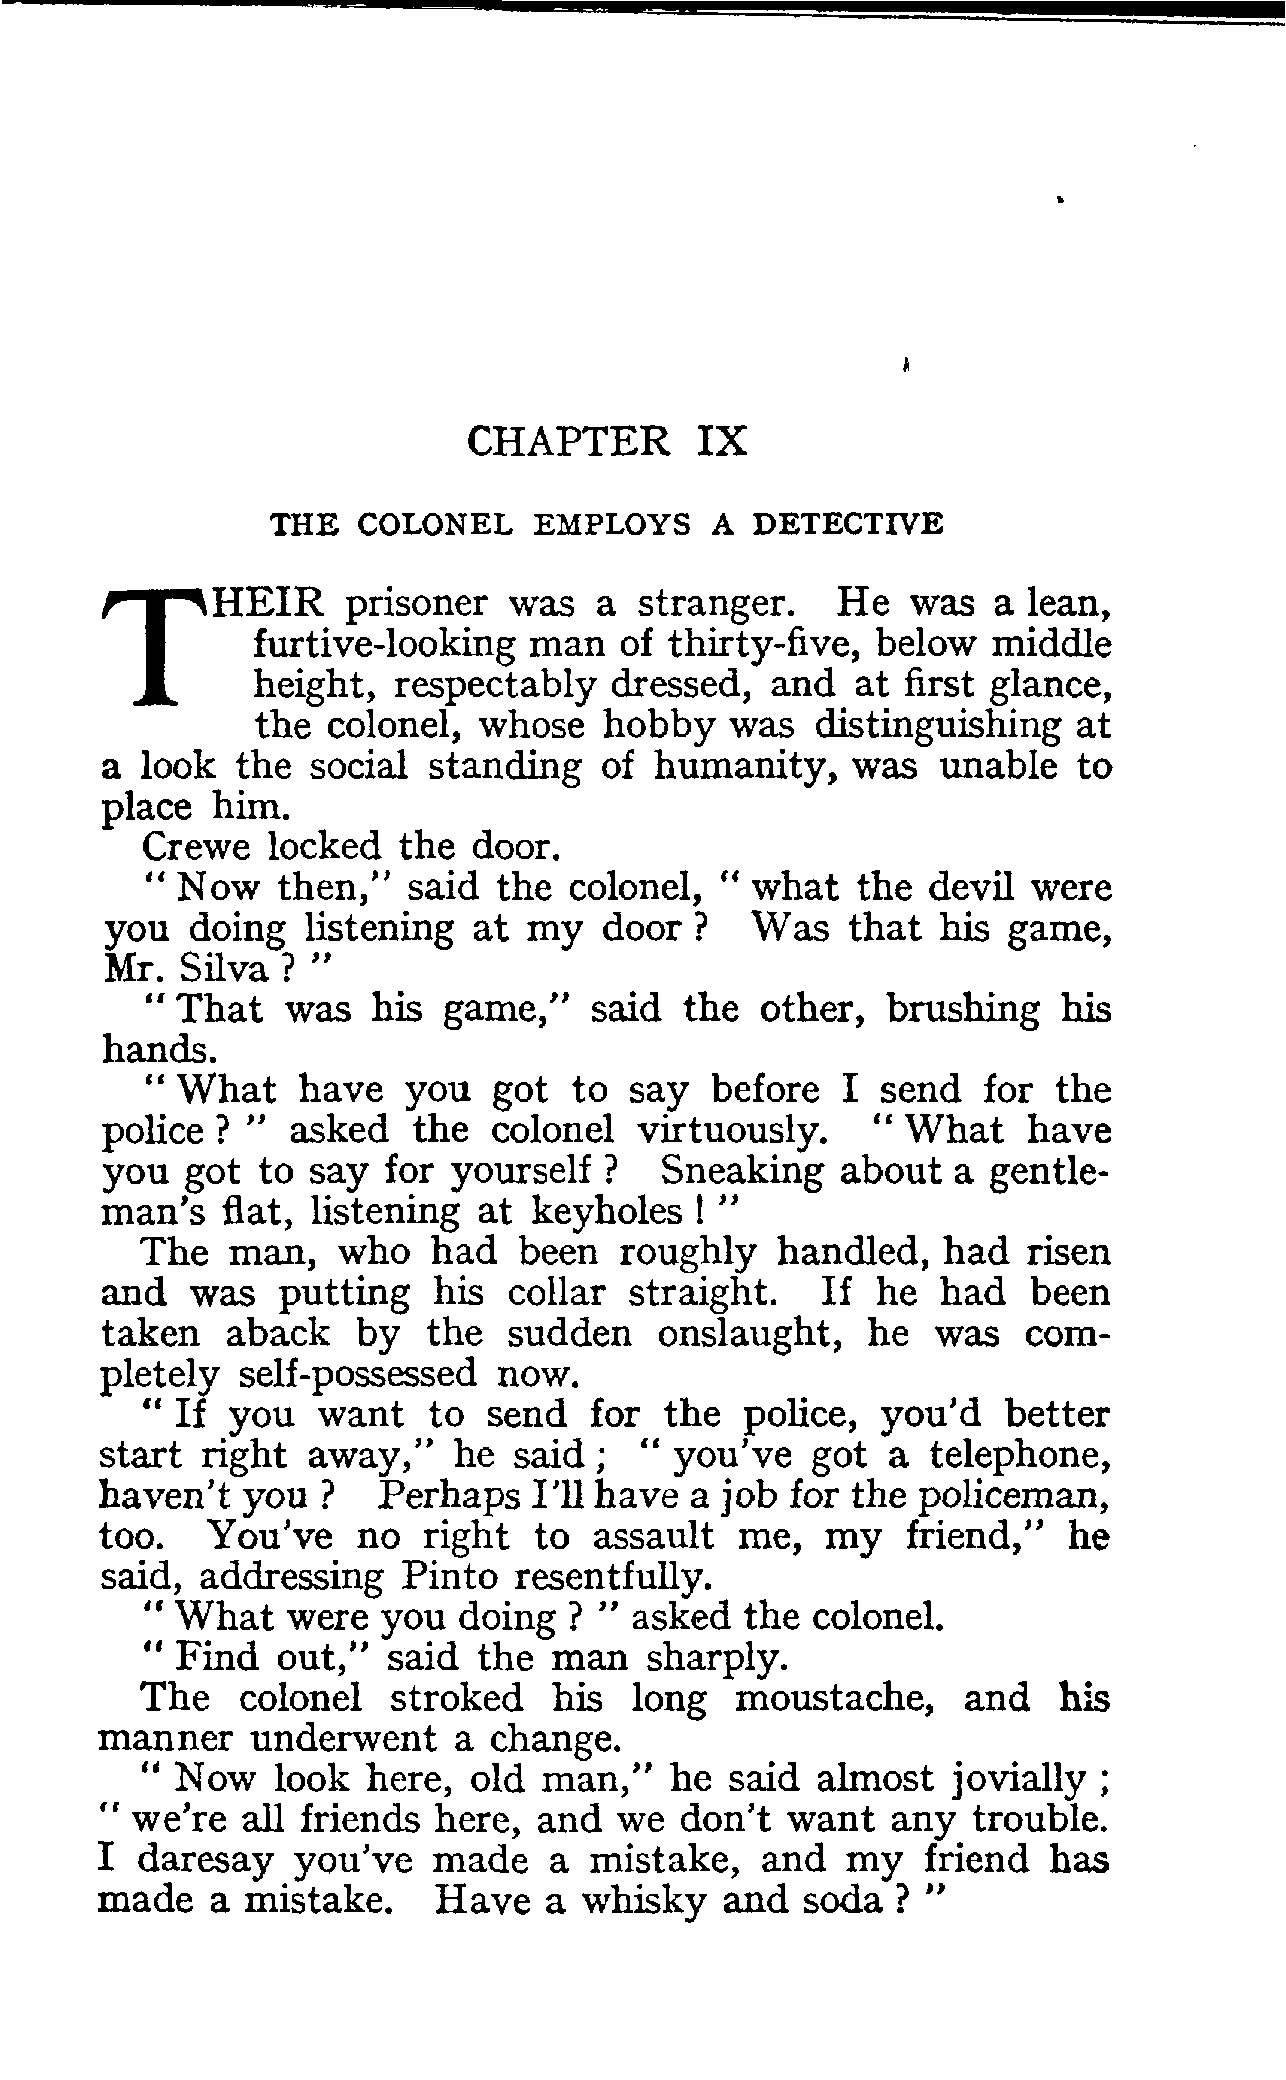 CHAPTER IX
THE COLONEL EMPLOYS A DETECTIVE
THEIR prisoner was a stranger. He was a lean,
furtive-looking man of thirty-five, below middle
height, respectably dressed, and at first glance,
the colonel, whose hobby was distinguishing at
a look the social standing of humanity, was unable to
place him.
Crewe locked the door.
" Now then," said the colonel, " what the devil were
you doing listening at my door ? Was that his game,
Mr. Silva ? "
" That was his game," said the other, brushing his
hands.
" What have you got to say before I send for the
police ? " asked the colonel virtuously. " What have
you got to say for yourself ? Sneaking about a gentle-
man's flat, listening at keyholes ! "
The man, who had been roughly handled, had risen
and was putting his collar straight. If he had been
taken aback by the sudden onslaught, he was com-
pletely self-possessed now.
" If you want to send for the police, you'd better
start right away," he said ; " you've got a telephone,
haven't you ? Perhaps I'll have a job for the policeman,
too. You've no right to assault me, my friend," he
said, addressing Pinto resentfully.
" What were you doing ? " asked the colonel.
" Find out," said the man sharply.
The colonel stroked his long moustache, and his
manner underwent a change.
" Now look here, old man," he said almost jovially ;
" we're all friends here, and we don't want any trouble.
I daresay you've made a mistake, and my friend has
made a mistake. Have a whisky and soda ? "